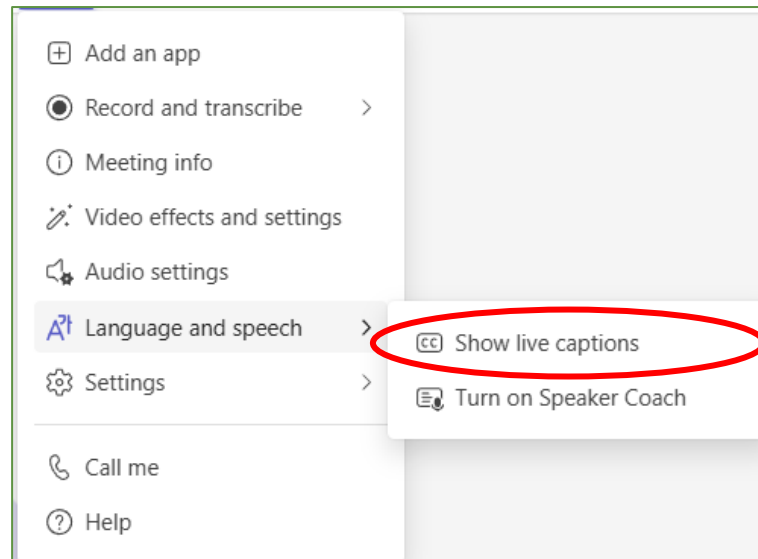 Add an app
Record and transcribe
Meeting info
Video effects and settings
Audio settings
Language and speech
CC Show live captions
Turn on Speaker Coach
Settings
Call me
Help